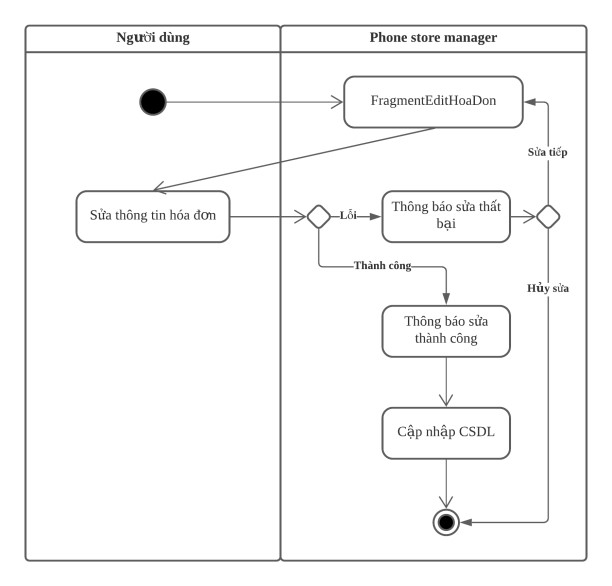 Người dùng
Phone store manager
FragmentEditHoaDon
Sửa tiếp
Sửa thông tin hóa đơn
Lỗi
Thông báo sửa thất
bại
Thành công
Hủy sửa
Thông báo sửa
thành công
Cập nhập CSDL